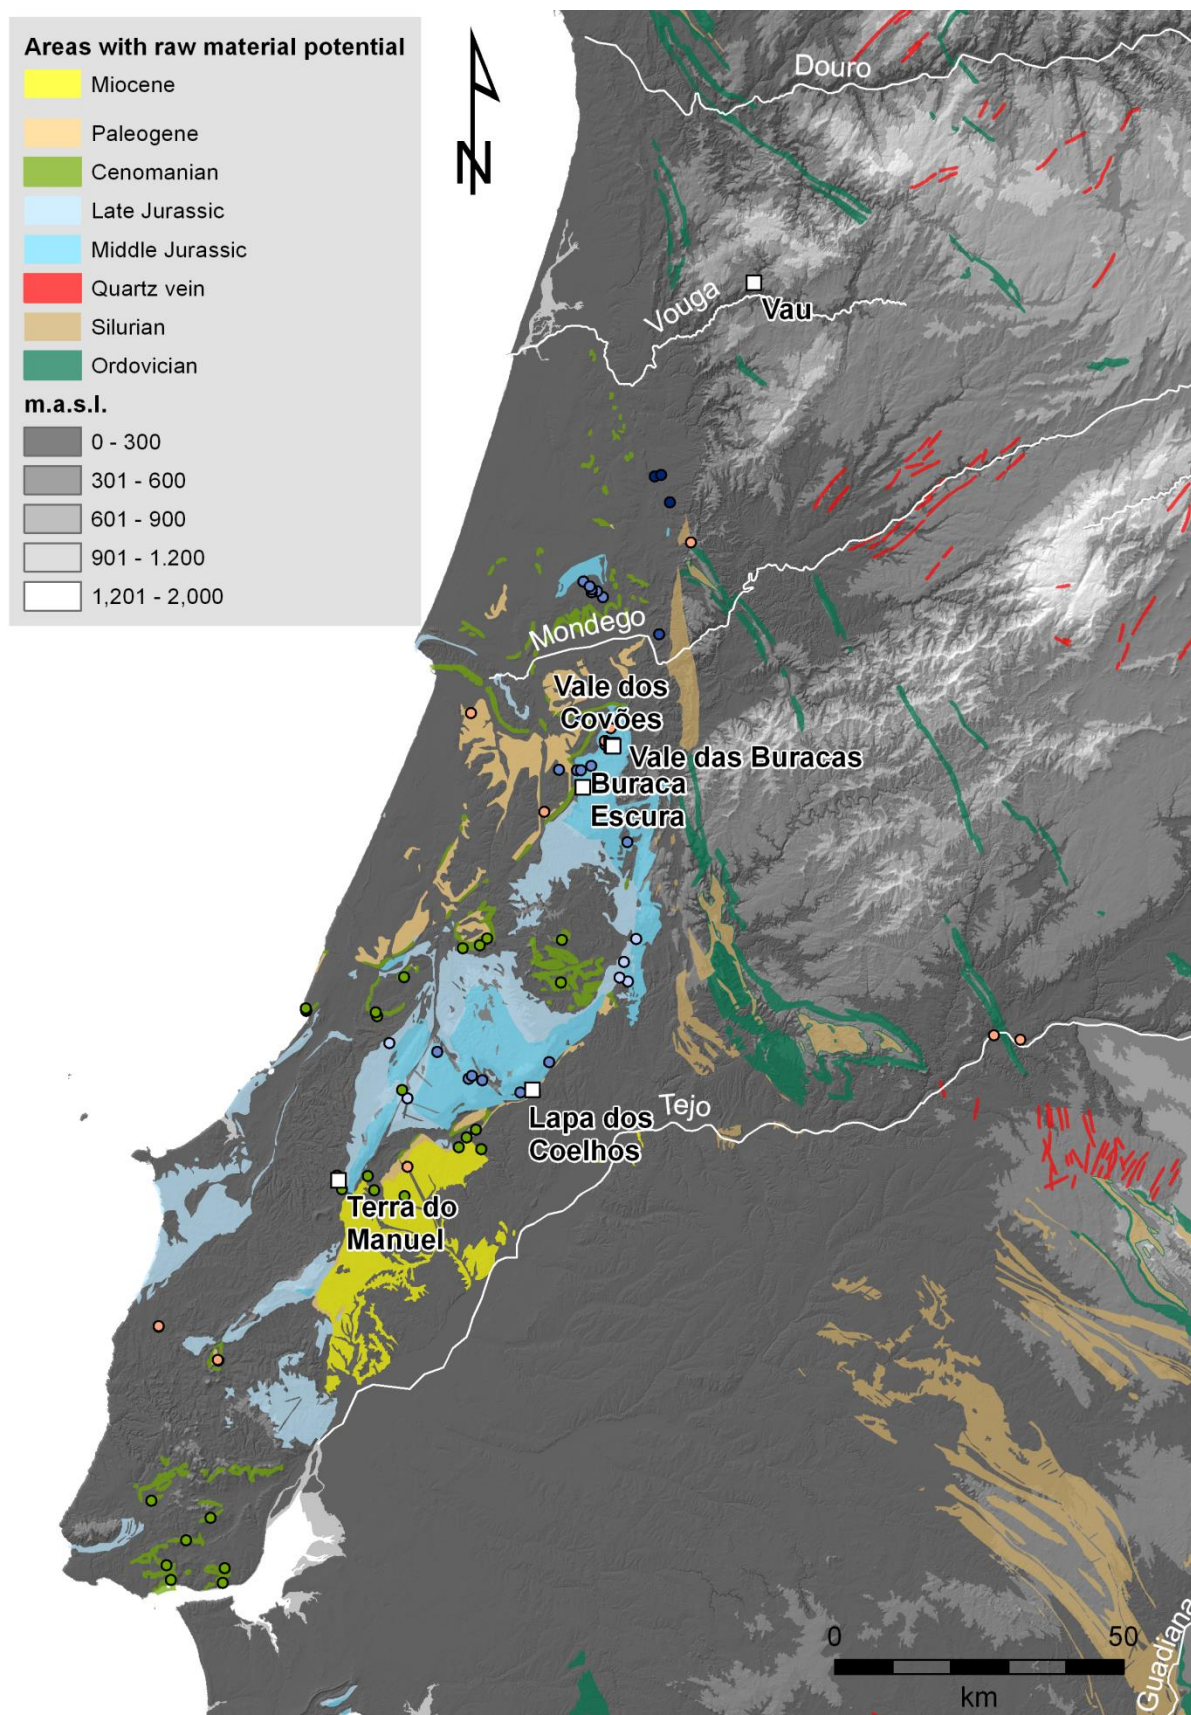 Areas with raw material potential
Miocene
Paleogene
Cenomanian
Late Jurassic
Middle Jurassic
Quartz vein
Silurian
Ordovician
m.a.s.l.
0 - 300
301 - 600
601 - 900
901 - 1.200
1,201 - 2,000
N
Douro
Vouga
Vau
Mondego
Vale dos
Covões
Vale das Buracas
Buraca
Escura
Tejo
Lapa dos
Coelhos
Terra do
Manuel
0 50
km
Guadiana